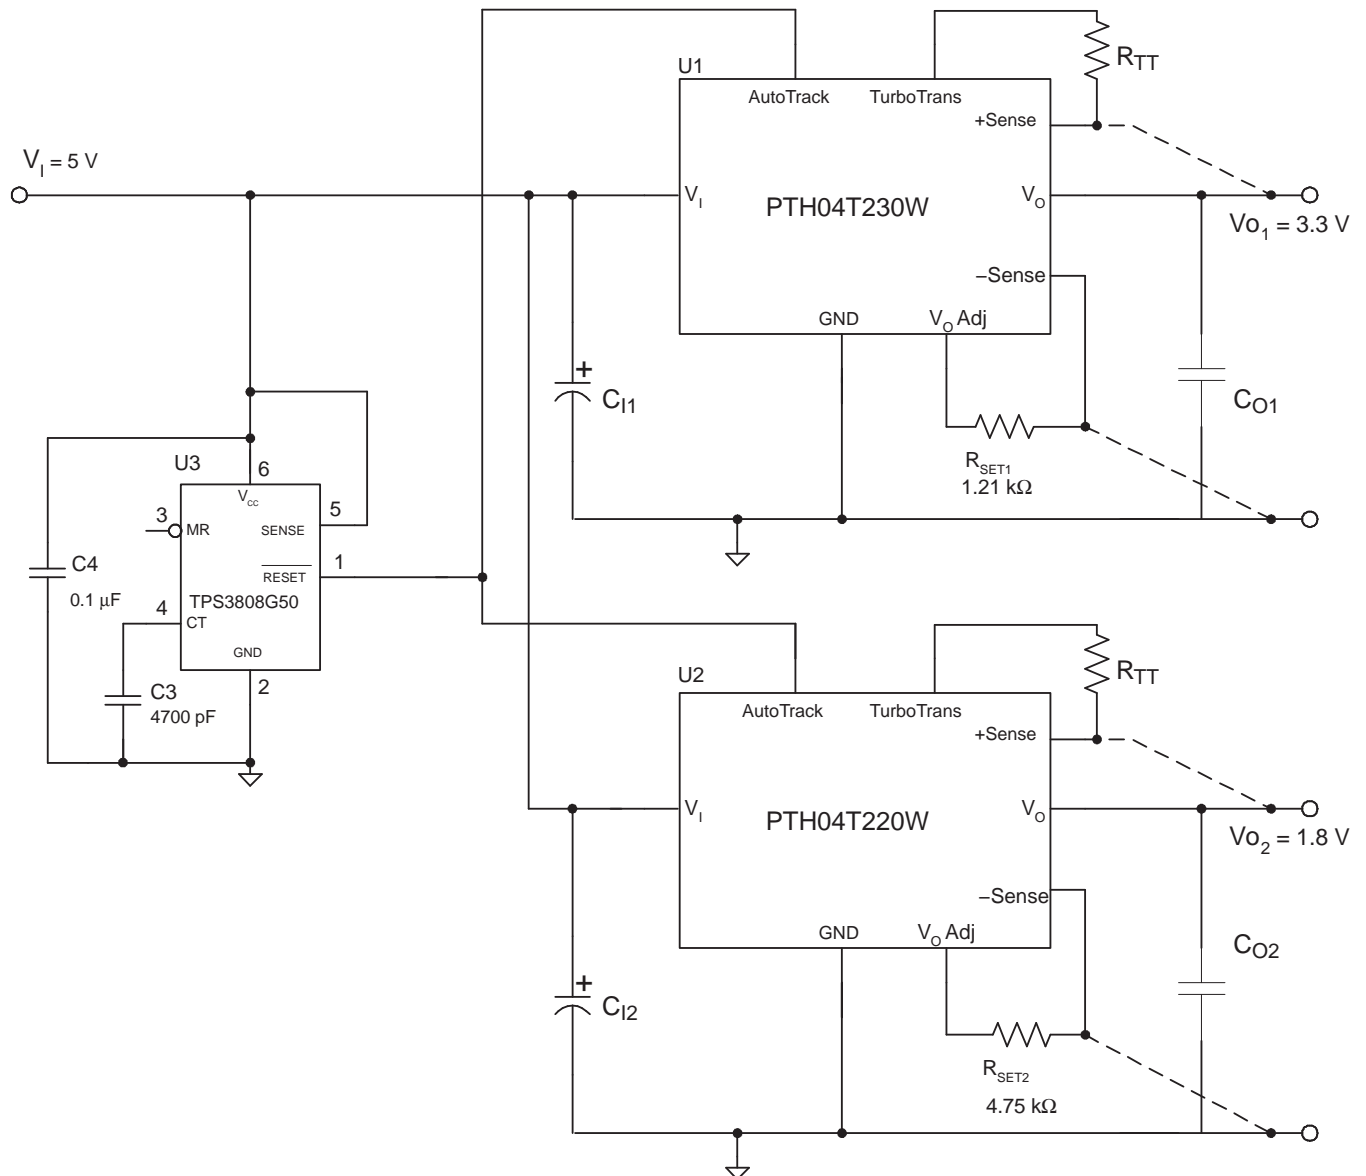 U1
AutoTrack
TurboTrans
R_TT
+Sense
V_I = 5 V
V_I
PTH04T230W
V_O
Vo_1 = 3.3 V
−Sense
GND
V_O Adj
+
C_I1
C_O1
R_SET1
1.21 kΩ
U3
6
V_CC
5
3
MR
SENSE
1
RESET
C4
0.1 μF
TPS3808G50
4
CT
GND
2
C3
4700 pF
U2
AutoTrack
TurboTrans
R_TT
+Sense
V_I
PTH04T220W
V_O
Vo_2 = 1.8 V
−Sense
GND
V_O Adj
+
C_I2
C_O2
R_SET2
4.75 kΩ